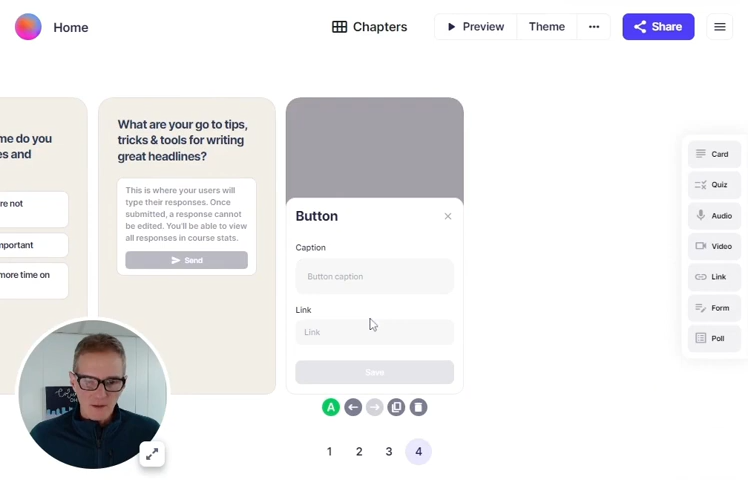 Home
Chapters
Preview
Theme
Share
me do you
es and
re not
mportant
more time on
What are your go to tips,
tricks & tools for writing
great headlines?
This is where your users will
type their responses. Once
submitted, a response cannot
be edited. You'll be able to view
all responses in course stats.
Send
Button
Caption
Button caption
Link
Link
Save
A
1 2 3 4
Card
Quiz
Audio
Video
Link
Form
Poll